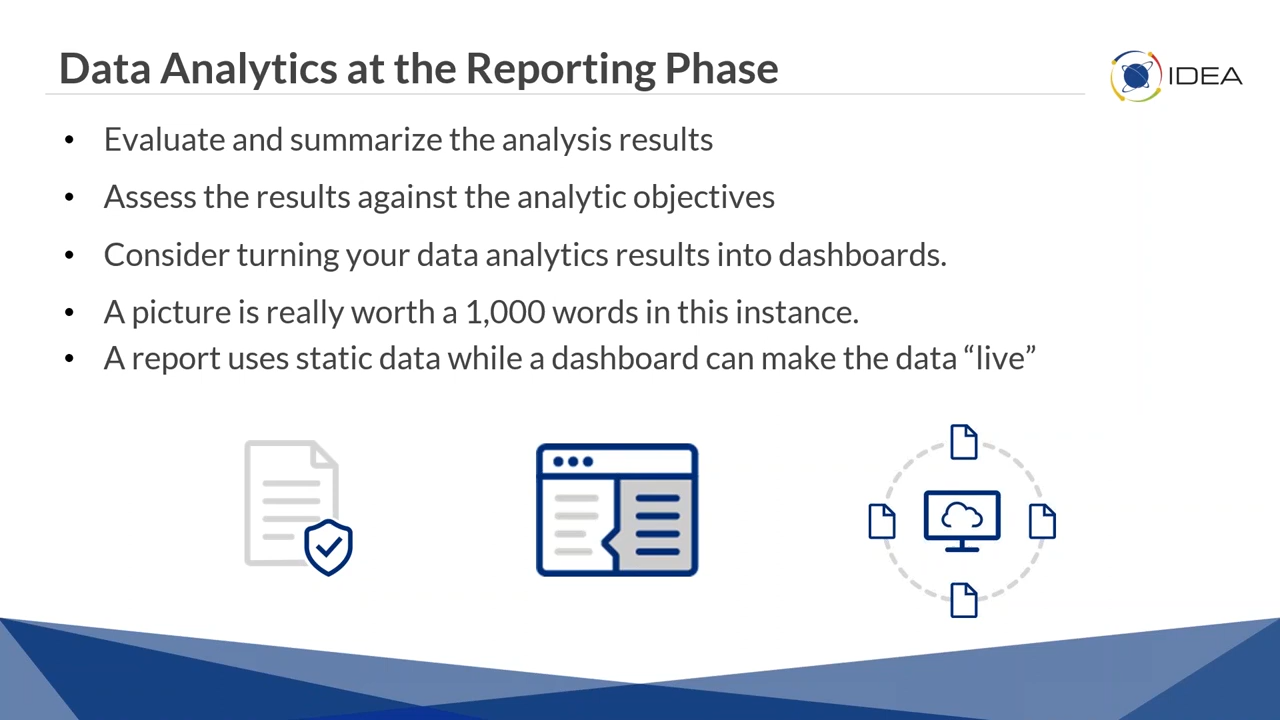 Data Analytics at the Reporting Phase
IDEA
• Evaluate and summarize the analysis results
• Assess the results against the analytic objectives
• Consider turning your data analytics results into dashboards.
• A picture is really worth a 1,000 words in this instance.
• A report uses static data while a dashboard can make the data “live”